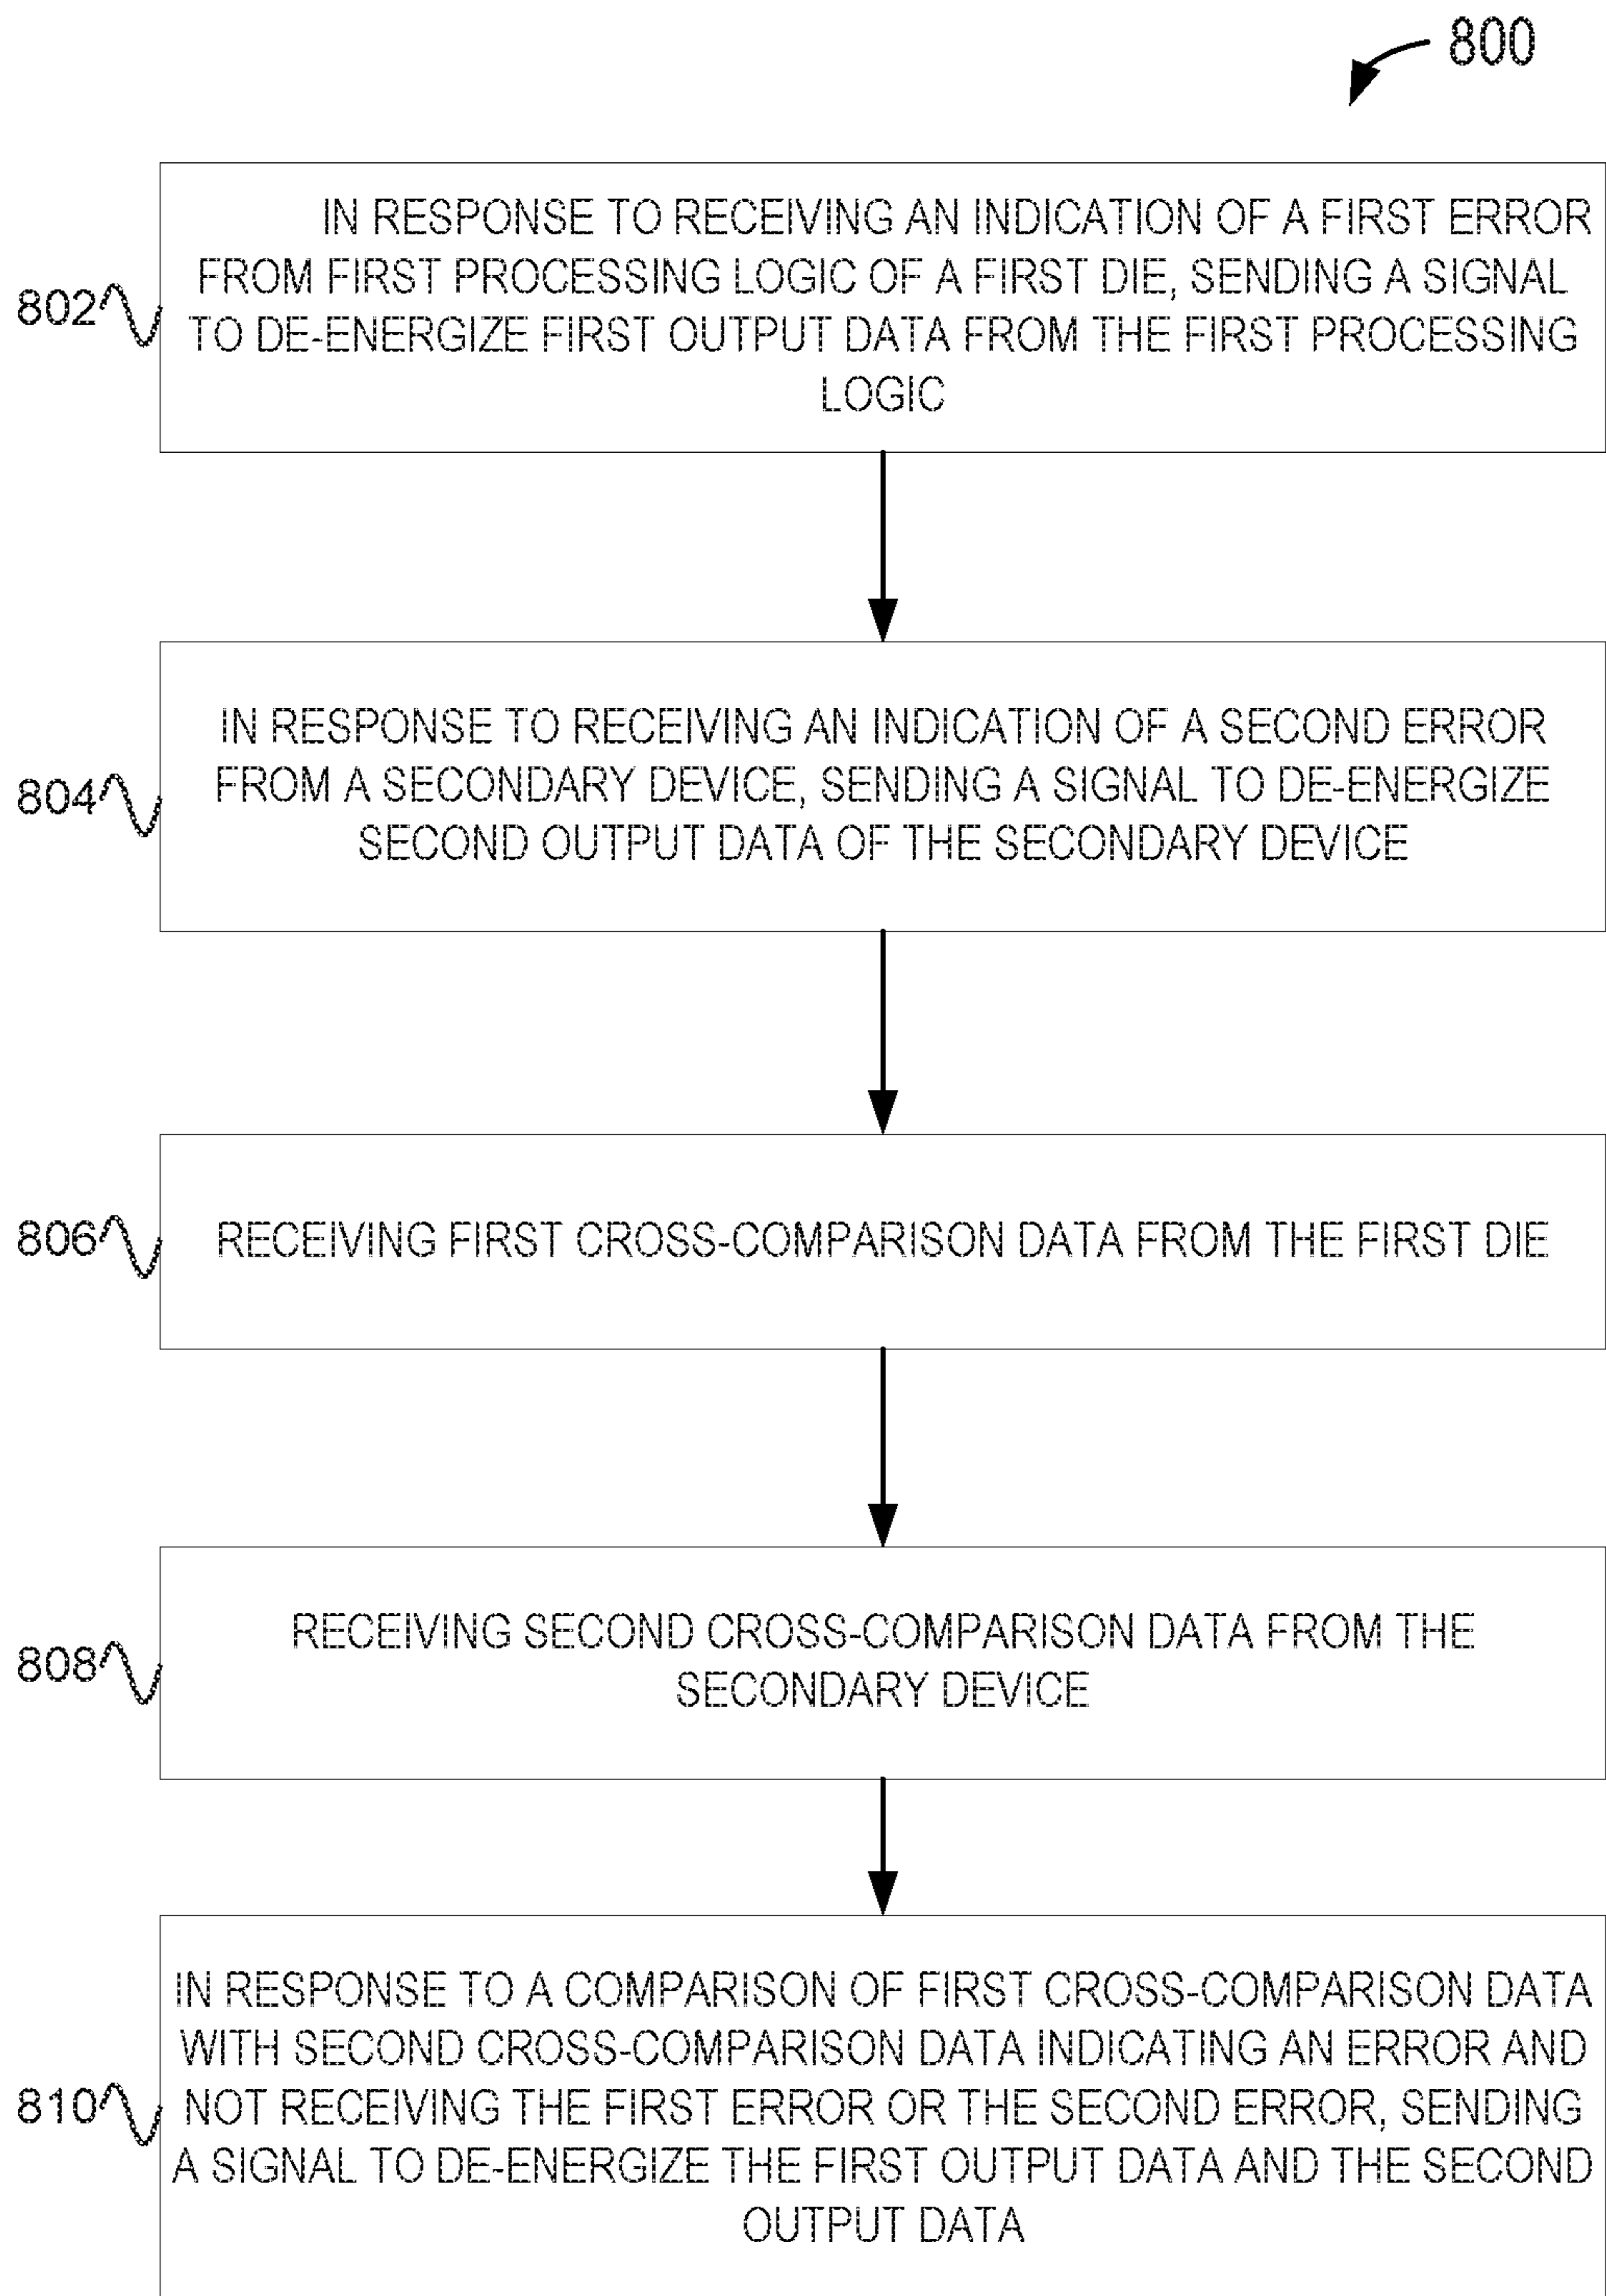 800
802
IN RESPONSE TO RECEIVING AN INDICATION OF A FIRST ERROR
FROM FIRST PROCESSING LOGIC OF A FIRST DIE, SENDING A SIGNAL
TO DE-ENERGIZE FIRST OUTPUT DATA FROM THE FIRST PROCESSING
LOGIC
804
IN RESPONSE TO RECEIVING AN INDICATION OF A SECOND ERROR
FROM A SECONDARY DEVICE, SENDING A SIGNAL TO DE-ENERGIZE
SECOND OUTPUT DATA OF THE SECONDARY DEVICE
806
RECEIVING FIRST CROSS-COMPARISON DATA FROM THE FIRST DIE
808
RECEIVING SECOND CROSS-COMPARISON DATA FROM THE
SECONDARY DEVICE
810
IN RESPONSE TO A COMPARISON OF FIRST CROSS-COMPARISON DATA
WITH SECOND CROSS-COMPARISON DATA INDICATING AN ERROR AND
NOT RECEIVING THE FIRST ERROR OR THE SECOND ERROR, SENDING
A SIGNAL TO DE-ENERGIZE THE FIRST OUTPUT DATA AND THE SECOND
OUTPUT DATA